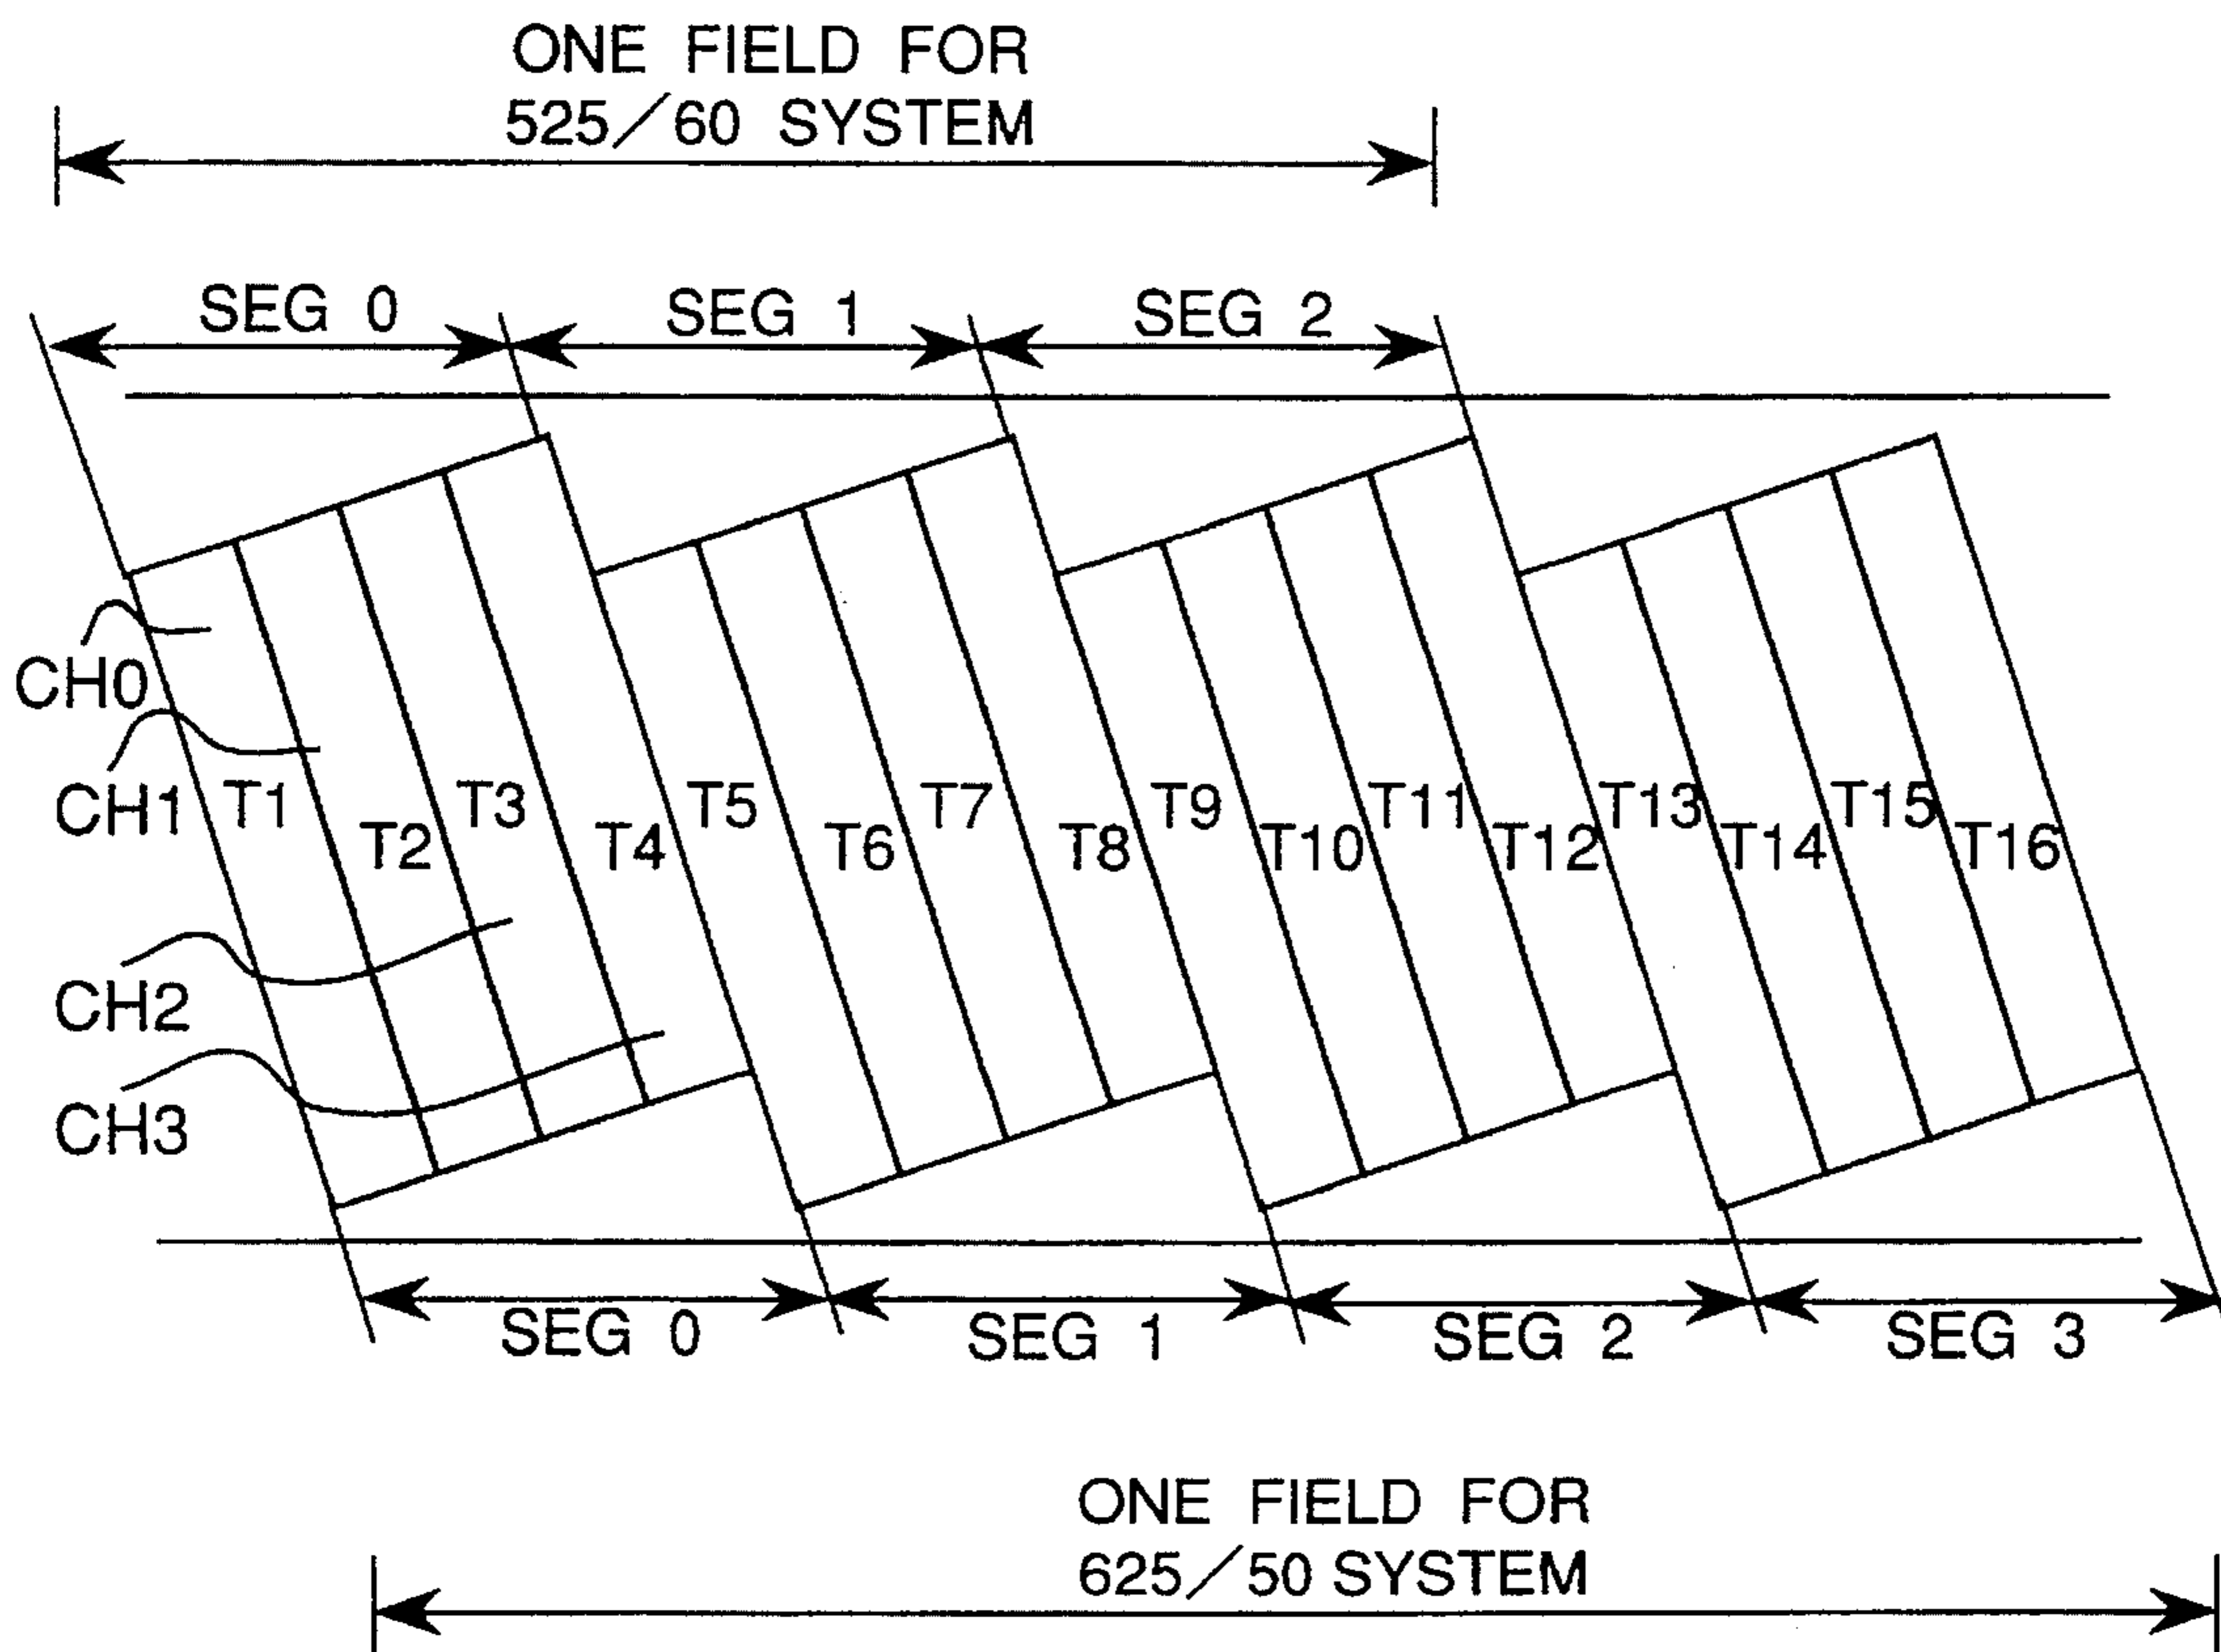 ONE FIELD FOR
525/60 SYSTEM
SEG 0
SEG 1
SEG 2
CH0
CH1
T1
T2
T3
T4
T5
T6
T7
T8
T9
T10
T11
T12
T13
T14
T15
T16
CH2
CH3
SEG 0
SEG 1
SEG 2
SEG 3
ONE FIELD FOR
625/50 SYSTEM